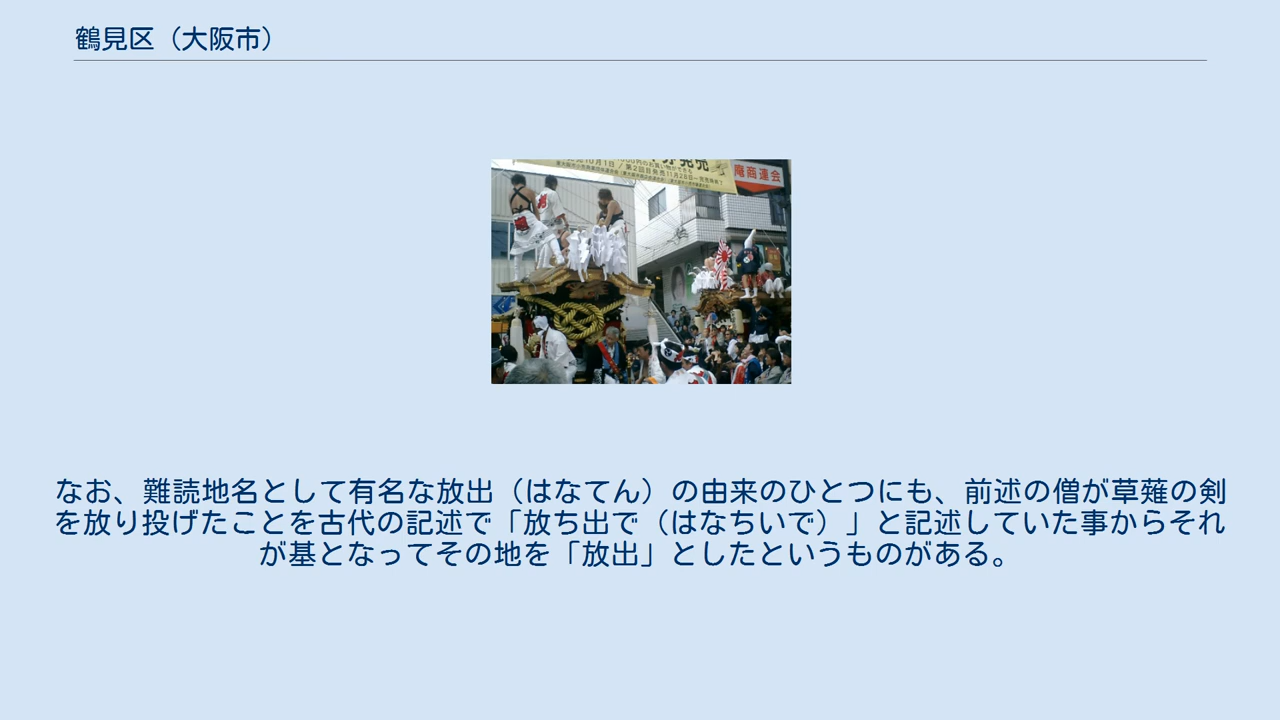 鶴見区（大阪市）
庵商連会
なお、難読地名として有名な放出（はなてん）の由来のひとつにも、前述の僧が草薙の剣
を放り投げたことを古代の記述で「放ち出で（はなちいで）」と記述していた事からそれ
が基となってその地を「放出」としたというものがある。